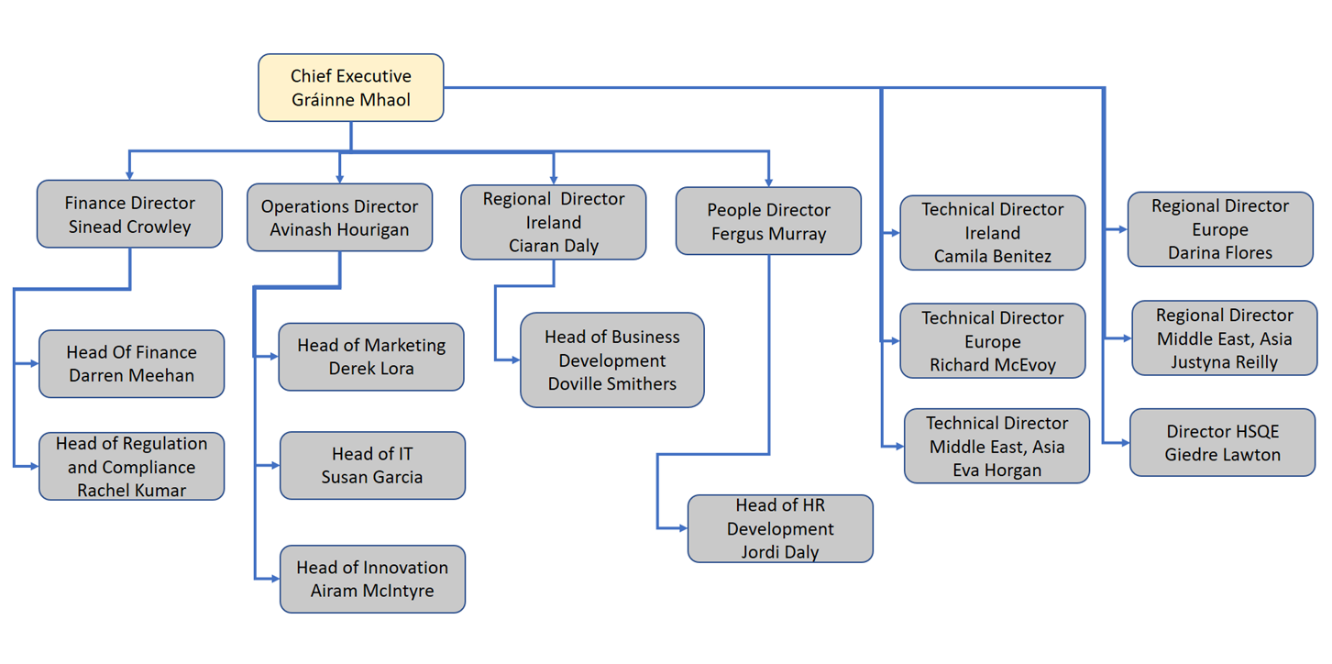 Chief Executive
Gráinne Mhaol
Finance Director
Sinead Crowley
Operations Director
Avinash Hourigan
Regional  Director
Ireland
Ciaran Daly
People Director
Fergus Murray
Technical Director
Ireland
Camila Benitez
Regional Director
Europe
Darina Flores
Head Of Finance
Darren Meehan
Head of Marketing
Derek Lora
Head of Business
Development
Doville Smithers
Technical Director
Europe
Richard McEvoy
Regional Director
Middle East, Asia
Justyna Reilly
Head of Regulation
and Compliance
Rachel Kumar
Head of IT
Susan Garcia
Technical Director
Middle East, Asia
Eva Horgan
Director HSQE
Giedre Lawton
Head of HR
Development
Jordi Daly
Head of Innovation
Airam McIntyre